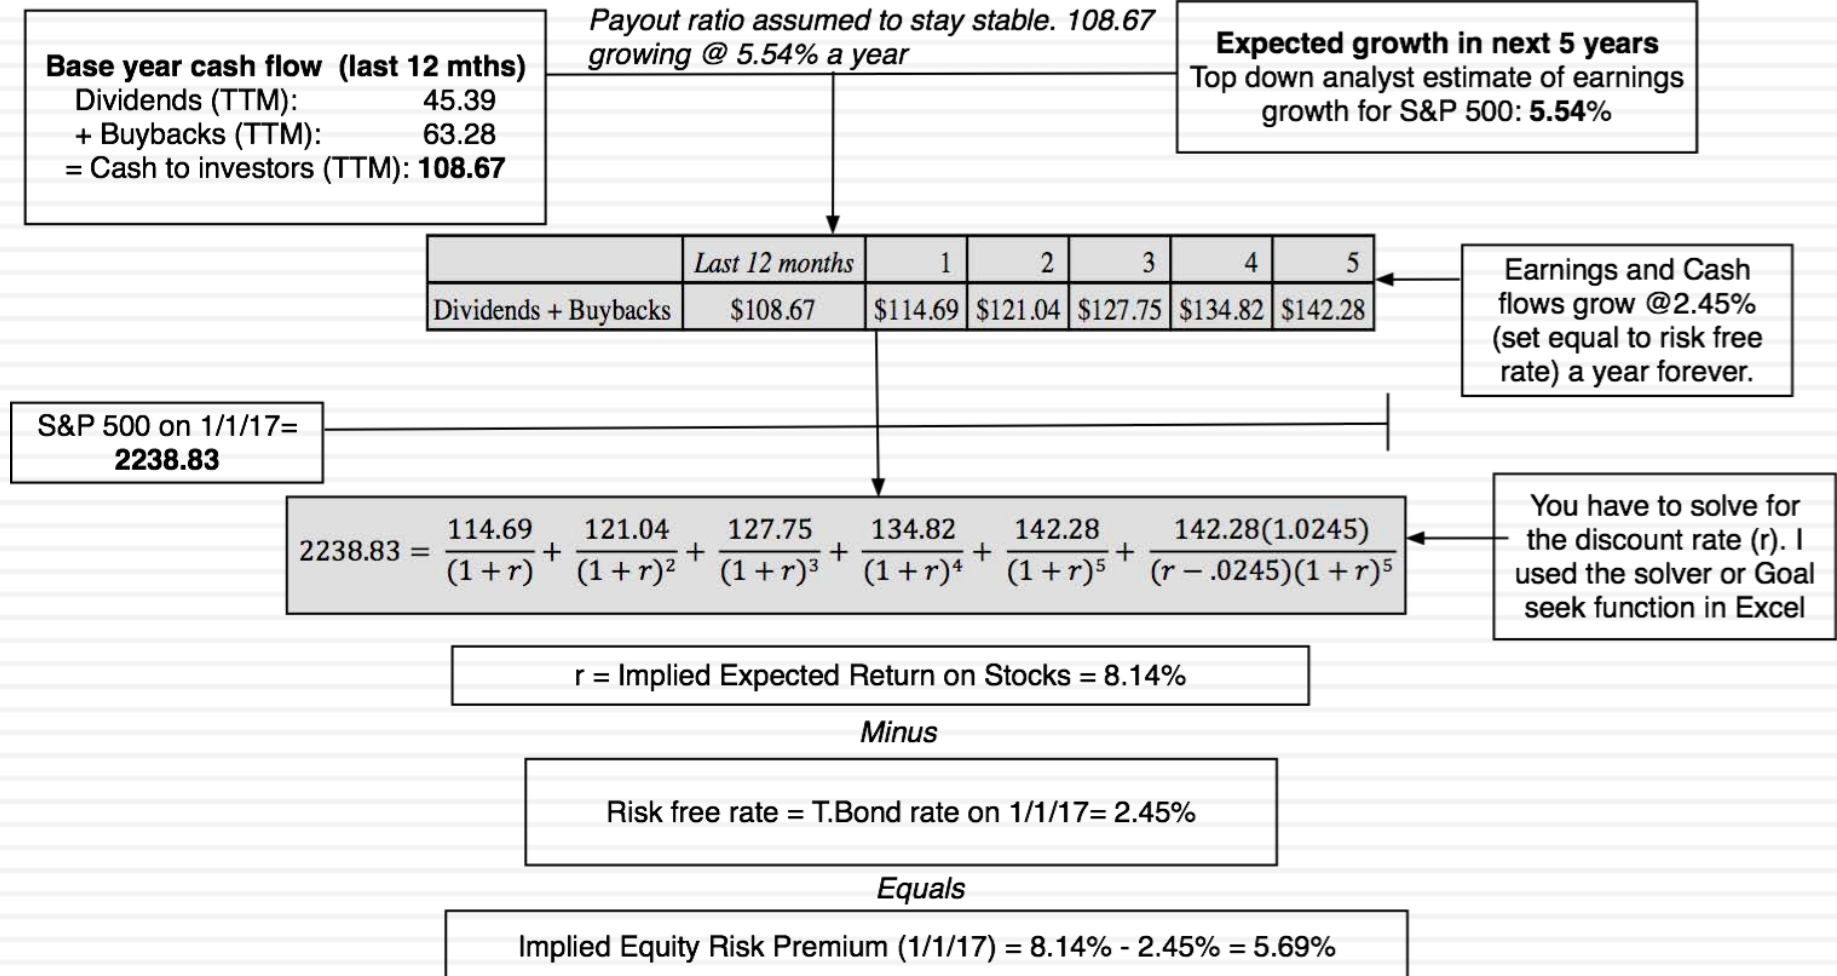 Base year cash flow (last 12 mths)
Dividends (TTM): 45.39
+ Buybacks (TTM): 63.28
= Cash to investors (TTM): 108.67
Payout ratio assumed to stay stable. 108.67
growing @ 5.54% a year
Expected growth in next 5 years
Top down analyst estimate of earnings
growth for S&P 500: 5.54%
Last 12 months 1 2 3 4 5
Dividends + Buybacks $108.67 $114.69 $121.04 $127.75 $134.82 $142.28
Earnings and Cash
flows grow @2.45%
(set equal to risk free
rate) a year forever.
S&P 500 on 1/1/17=
2238.83
2238.83 = 114.69/(1 + r) + 121.04/(1 + r)² + 127.75/(1 + r)³ + 134.82/(1 + r)⁴ + 142.28/(1 + r)⁵ + 142.28(1.0245)/(r − .0245)(1 + r)⁵
You have to solve for
the discount rate (r). I
used the solver or Goal
seek function in Excel
r = Implied Expected Return on Stocks = 8.14%
Minus
Risk free rate = T.Bond rate on 1/1/17= 2.45%
Equals
Implied Equity Risk Premium (1/1/17) = 8.14% - 2.45% = 5.69%